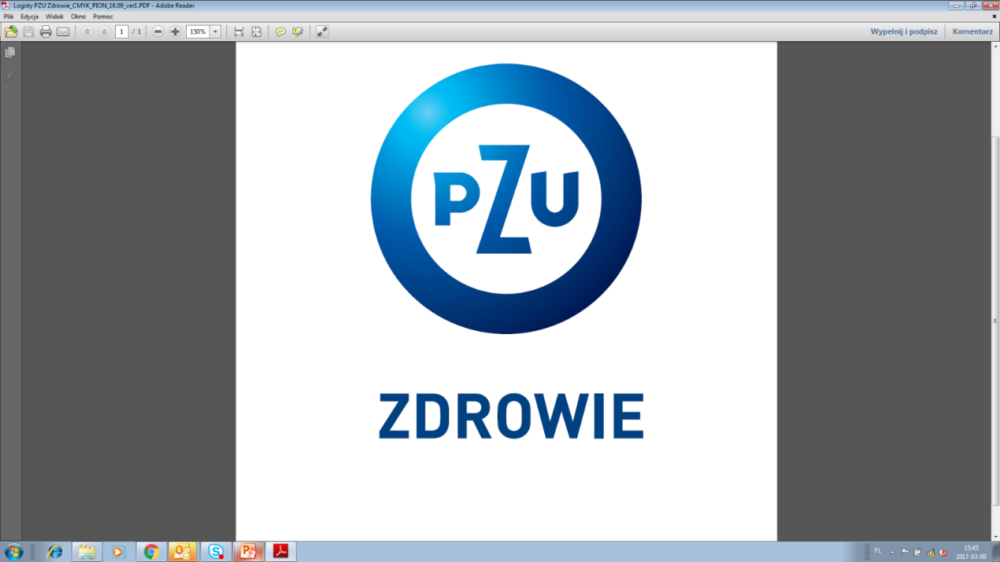 Logoty PZU Zdrowie_CMYK_PION_16.09_ver1.PDF - Adobe Reader
Plik Edycja Widok Okno Pomoc
1 / 1 150% Wypełnij i podpisz Komentarz
PZU
ZDROWIE
PL 15:45
2017-03-09